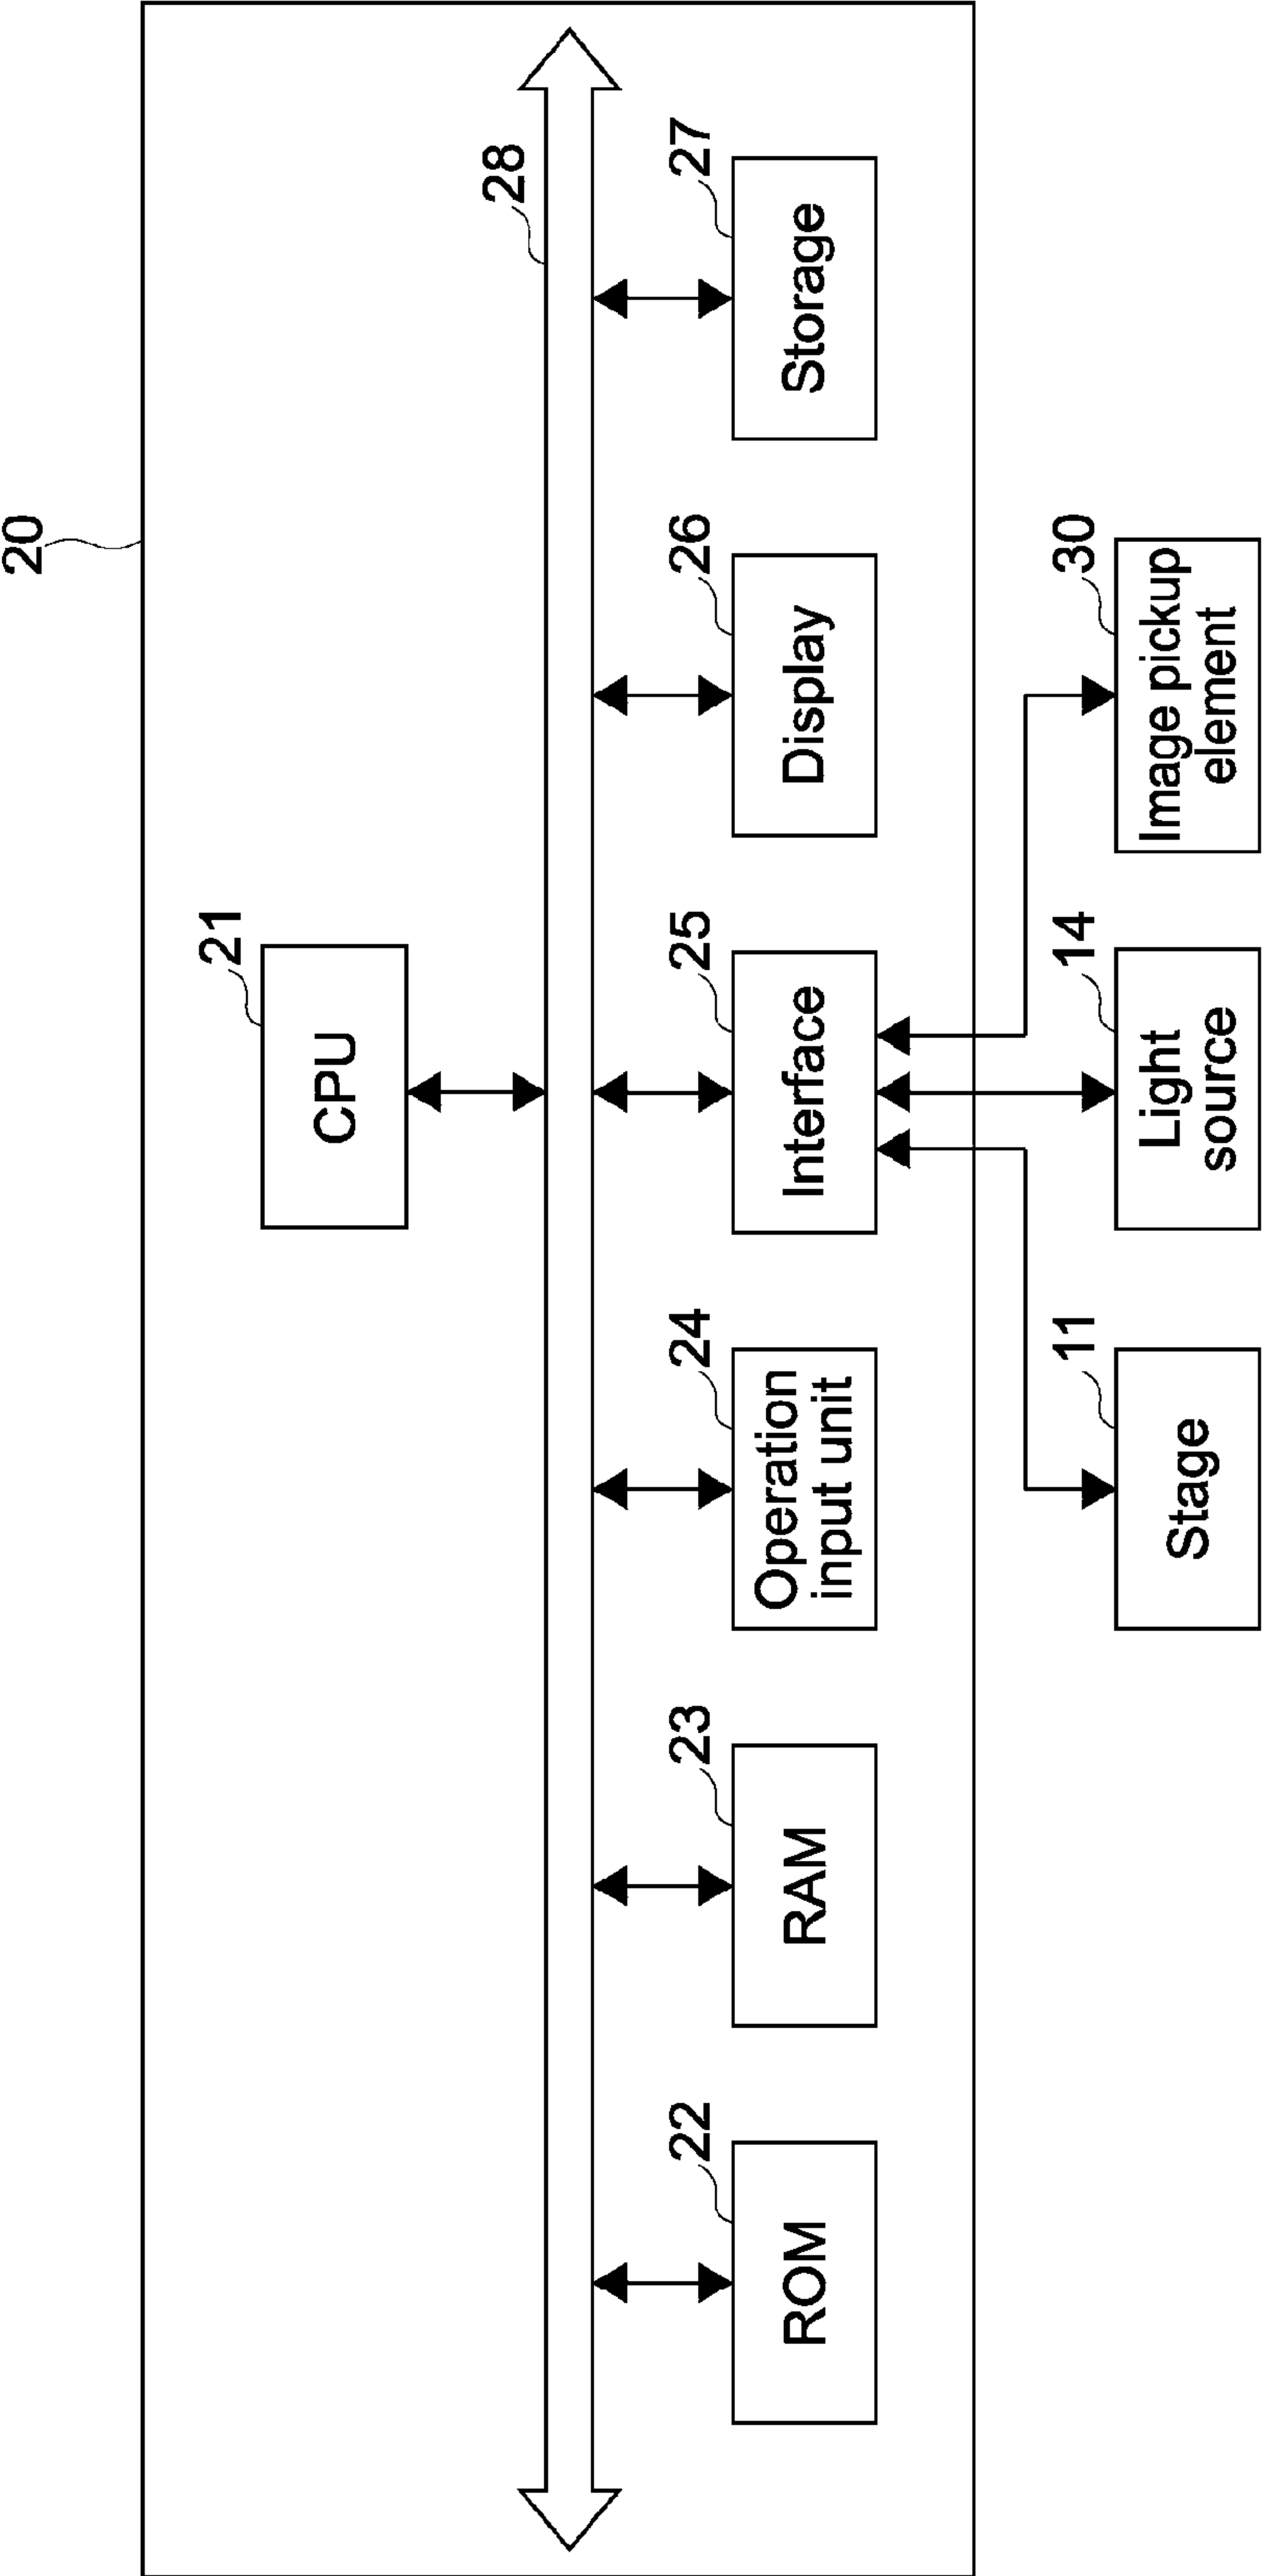 20
21
CPU
28
22
23
24
25
26
27
ROM
RAM
Operation
input unit
Interface
Display
Storage
11
14
30
Stage
Light
source
Image pickup
element